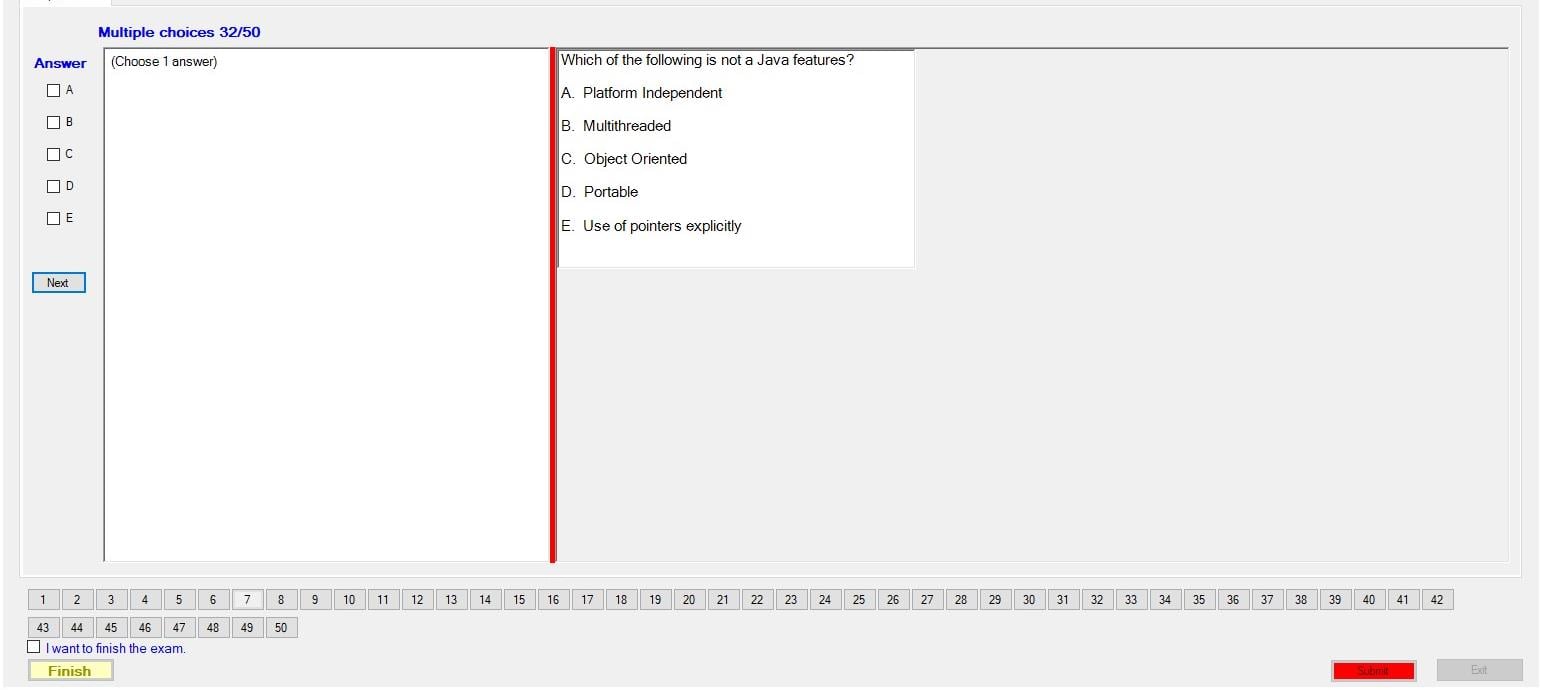 Multiple choices 32/50
Answer
(Choose 1 answer)
A
B
C
D
E
Next
Which of the following is not a Java features?
A. Platform Independent
B. Multithreaded
C. Object Oriented
D. Portable
E. Use of pointers explicitly
1 2 3 4 5 6 7 8 9 10 11 12 13 14 15 16 17 18 19 20 21 22 23 24 25 26 27 28 29 30 31 32 33 34 35 36 37 38 39 40 41 42
43 44 45 46 47 48 49 50
I want to finish the exam.
Finish
Submit
Exit